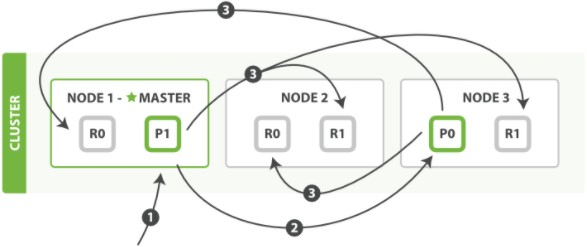 3
3
CLUSTER
NODE 1 - ★ MASTER
NODE 2
NODE 3
R0
P1
R0
R1
P0
R1
3
1
2